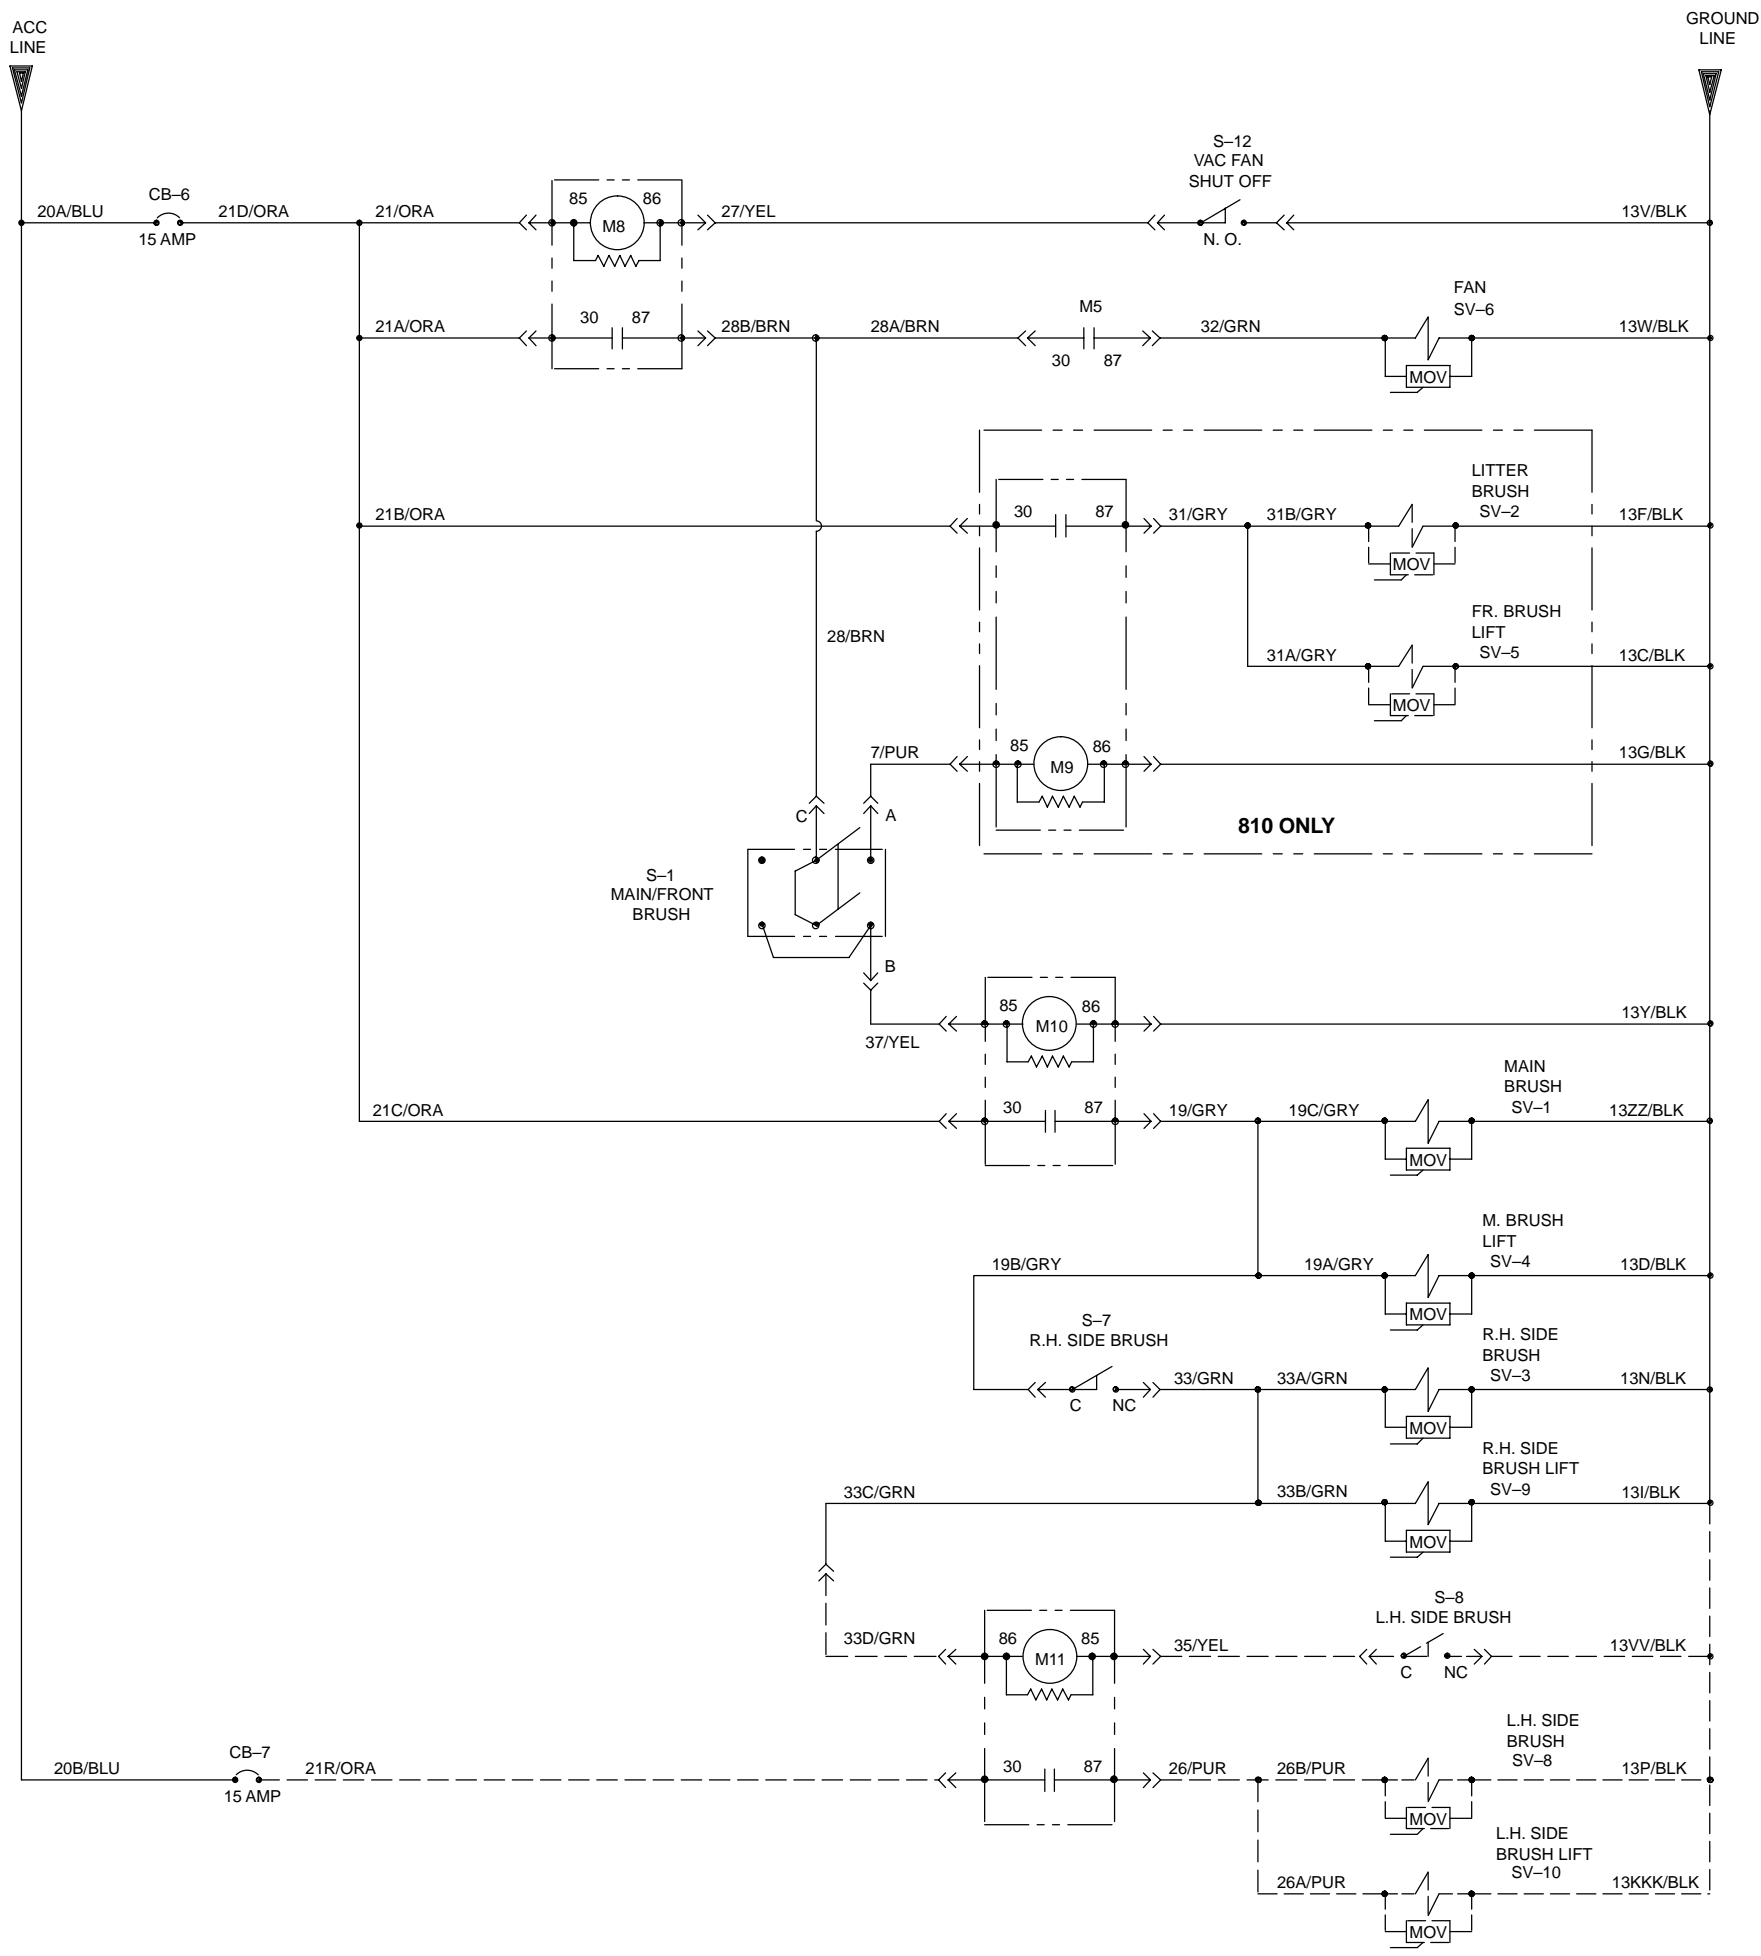 ACC
LINE
GROUND
LINE
S–12
VAC FAN
SHUT OFF
20A/BLU
CB–6
15 AMP
21D/ORA
21/ORA
85
M8
86
27/YEL
N. O.
13V/BLK
21A/ORA
30
87
28B/BRN
28A/BRN
M5
30
87
32/GRN
FAN
SV–6
MOV
13W/BLK
21B/ORA
30
87
31/GRY
31B/GRY
LITTER
BRUSH
SV–2
MOV
13F/BLK
28/BRN
31A/GRY
FR. BRUSH
LIFT
SV–5
MOV
13C/BLK
7/PUR
85
M9
86
13G/BLK
810 ONLY
C
A
S–1
MAIN/FRONT
BRUSH
B
37/YEL
85
M10
86
13Y/BLK
21C/ORA
30
87
19/GRY
19C/GRY
MAIN
BRUSH
SV–1
MOV
13ZZ/BLK
19B/GRY
19A/GRY
M. BRUSH
LIFT
SV–4
MOV
13D/BLK
S–7
R.H. SIDE BRUSH
C
NC
33/GRN
33A/GRN
R.H. SIDE
BRUSH
SV–3
MOV
13N/BLK
33C/GRN
33B/GRN
R.H. SIDE
BRUSH LIFT
SV–9
MOV
13I/BLK
33D/GRN
86
M11
85
35/YEL
S–8
L.H. SIDE BRUSH
C
NC
13VV/BLK
20B/BLU
CB–7
15 AMP
21R/ORA
30
87
26/PUR
26B/PUR
L.H. SIDE
BRUSH
SV–8
MOV
13P/BLK
26A/PUR
L.H. SIDE
BRUSH LIFT
SV–10
MOV
13KKK/BLK